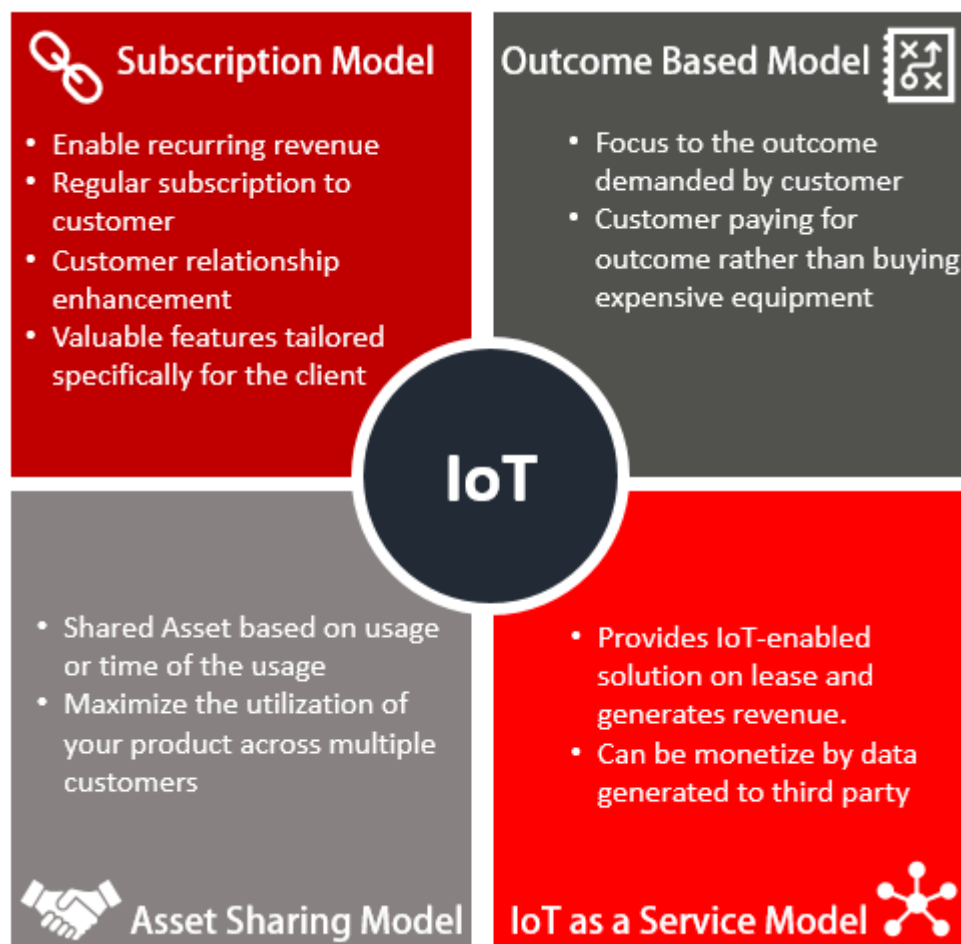 Subscription Model
• Enable recurring revenue
• Regular subscription to
customer
• Customer relationship
enhancement
• Valuable features tailored
specifically for the client
Outcome Based Model
• Focus to the outcome
demanded by customer
• Customer paying for
outcome rather than buying
expensive equipment
IoT
• Shared Asset based on usage
or time of the usage
• Maximize the utilization of
your product across multiple
customers
Asset Sharing Model
• Provides IoT-enabled
solution on lease and
generates revenue.
• Can be monetize by data
generated to third party
IoT as a Service Model